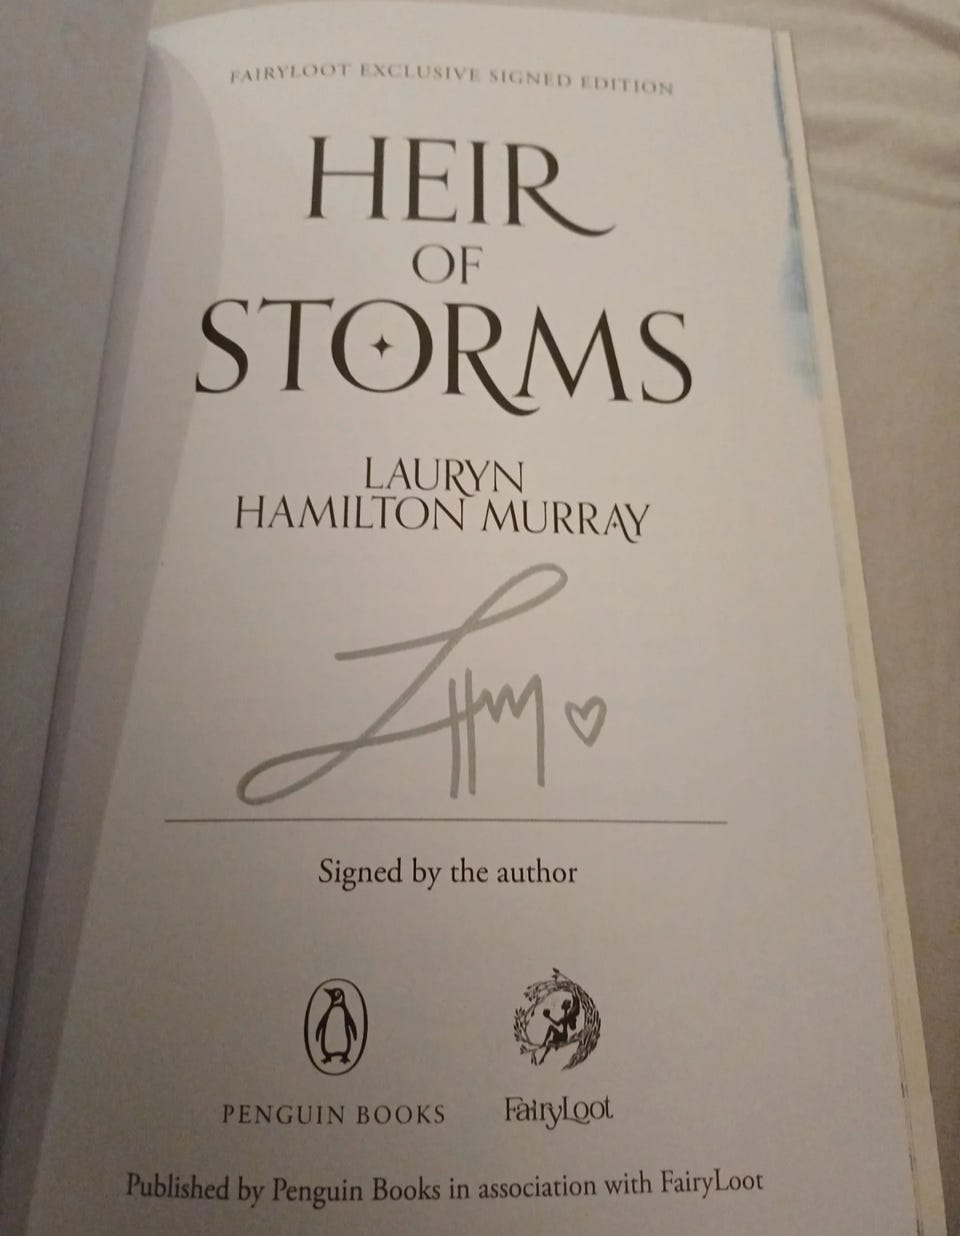 FAIRYLOOT EXCLUSIVE SIGNED EDITION
HEIR
OF
STORMS
LAURYN
HAMILTON MURRAY
LHM
Signed by the author
PENGUIN BOOKS
FairyLoot
Published by Penguin Books in association with FairyLoot